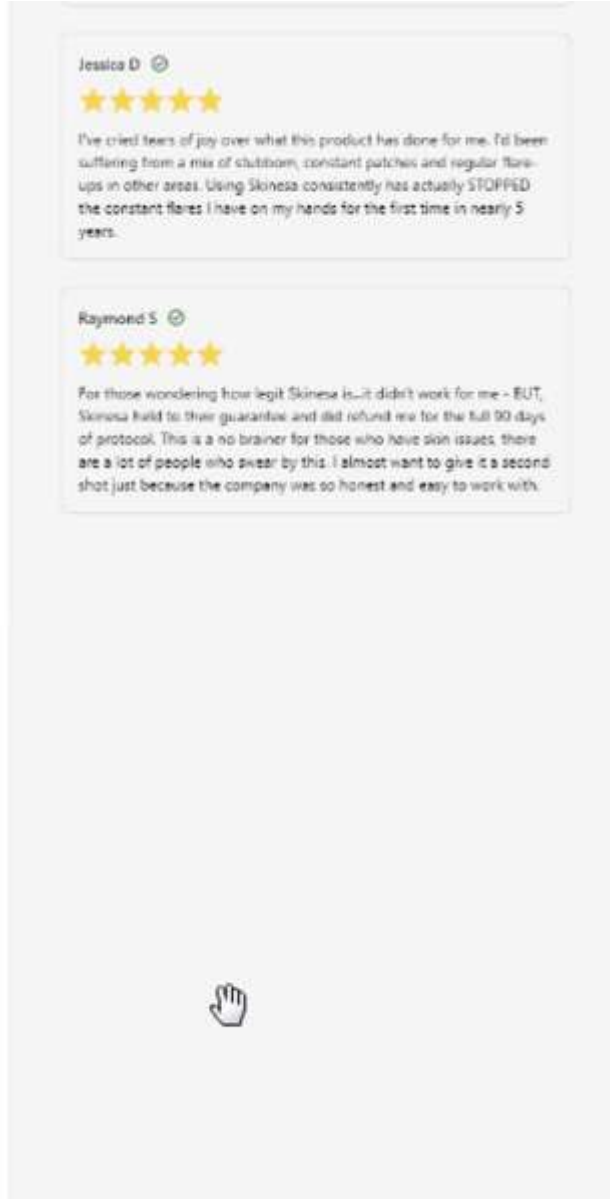 Jessica D
I've cried tears of joy over what this product has done for me. I'd been
suffering from a mix of stubborn, constant patches and regular flare-
ups in other areas. Using Skinesa consistently has actually STOPPED
the constant flares I have on my hands for the first time in nearly 5
years.
Raymond S
For those wondering how legit Skinesa is...it didn't work for me - BUT,
Skinesa held to their guarantee and did refund me for the full 90 days
of protocol. This is a no brainer for those who have skin issues, there
are a lot of people who swear by this. I almost want to give it a second
shot just because the company was so honest and easy to work with.